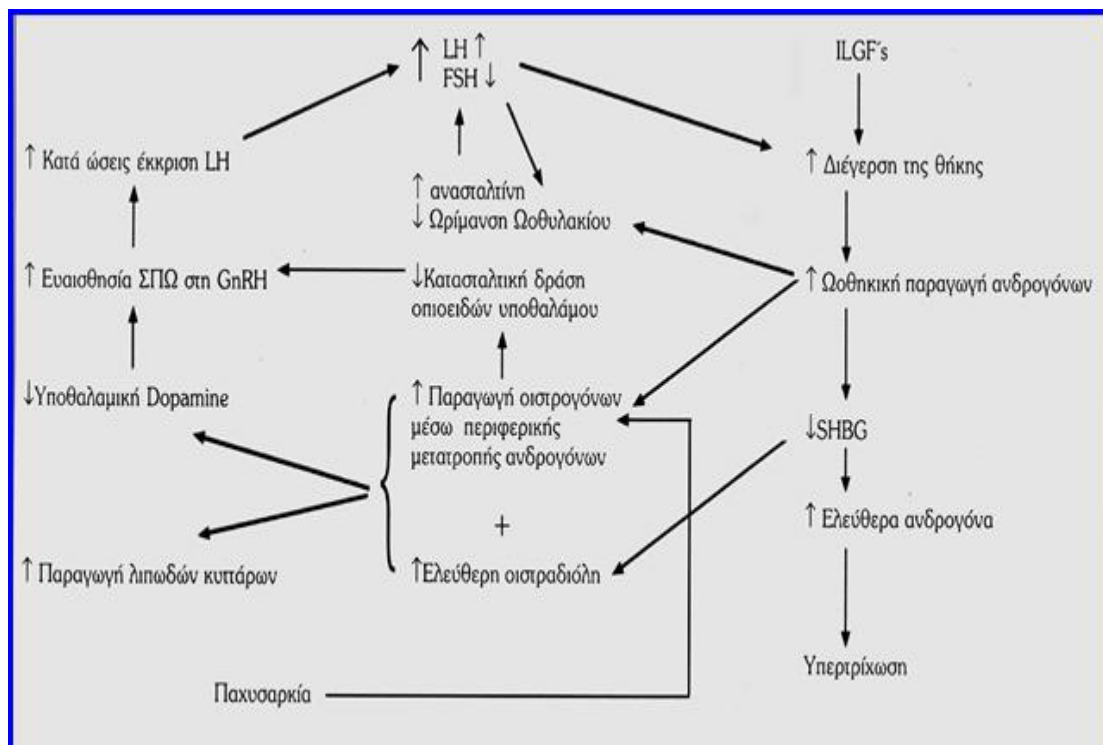 ↑ LH ↑
FSH ↓
ILGF's
↑ Κατά ώσεις έκκριση LH
↑ Διέγερση της θήκης
↑ ανασταλτίνη
↓ Ωρίμανση Ωοθυλακίου
↑ Ευαισθησία ΣΠΩ στη GnRH
↓Κατασταλτική δράση
οπιοειδών υποθαλάμου
↑ Ωοθηκική παραγωγή ανδρογόνων
↓Υποθαλαμική Dopamine
↑ Παραγωγή οιστρογόνων
μέσω περιφερικής
μετατροπής ανδρογόνων
↓SHBG
+
↑ Ελεύθερα ανδρογόνα
↑ Παραγωγή λιπωδών κυττάρων
↑Ελεύθερη οιστραδιόλη
Υπερτρίχωση
Παχυσαρκία